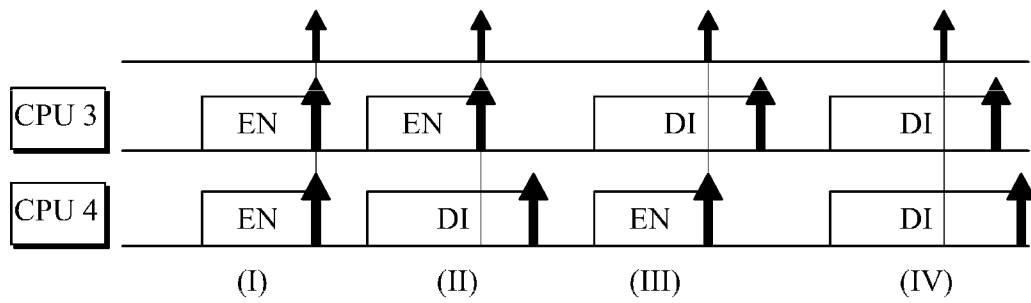 CPU 3 EN EN DI DI
CPU 4 EN DI EN DI
(I) (II) (III) (IV)